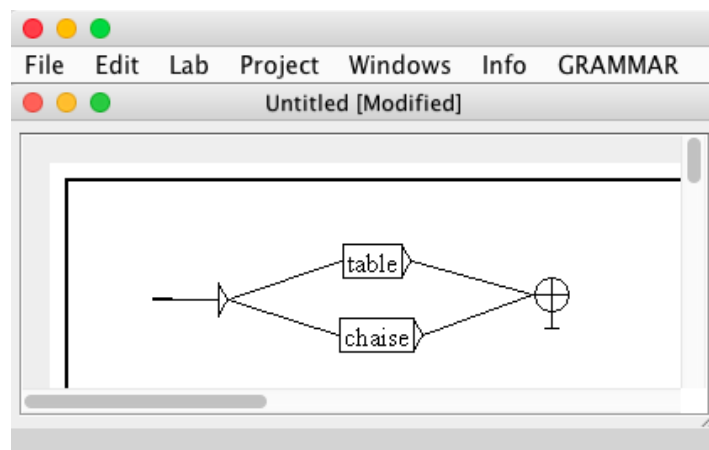 File Edit Lab Project Windows Info GRAMMAR
Untitled [Modified]
table
chaise